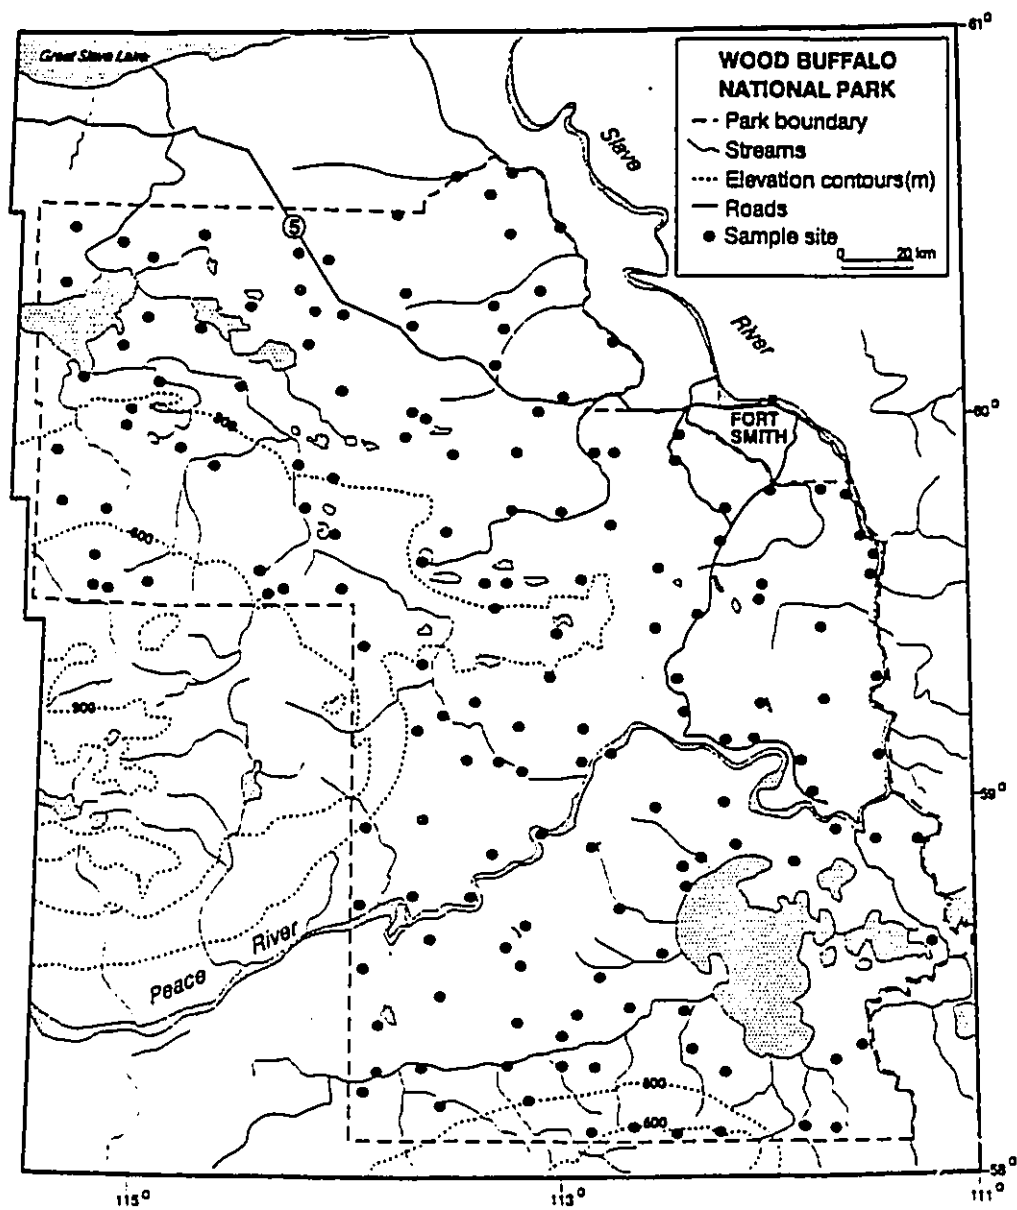 61°
Great Slave Lake
WOOD BUFFALO
NATIONAL PARK
Park boundary
Streams
Elevation contours(m)
Roads
Sample site
0 20 km
Slave
River
5
60°
FORT
SMITH
900
59°
River
Peace
800
600
58°
115°
113°
111°